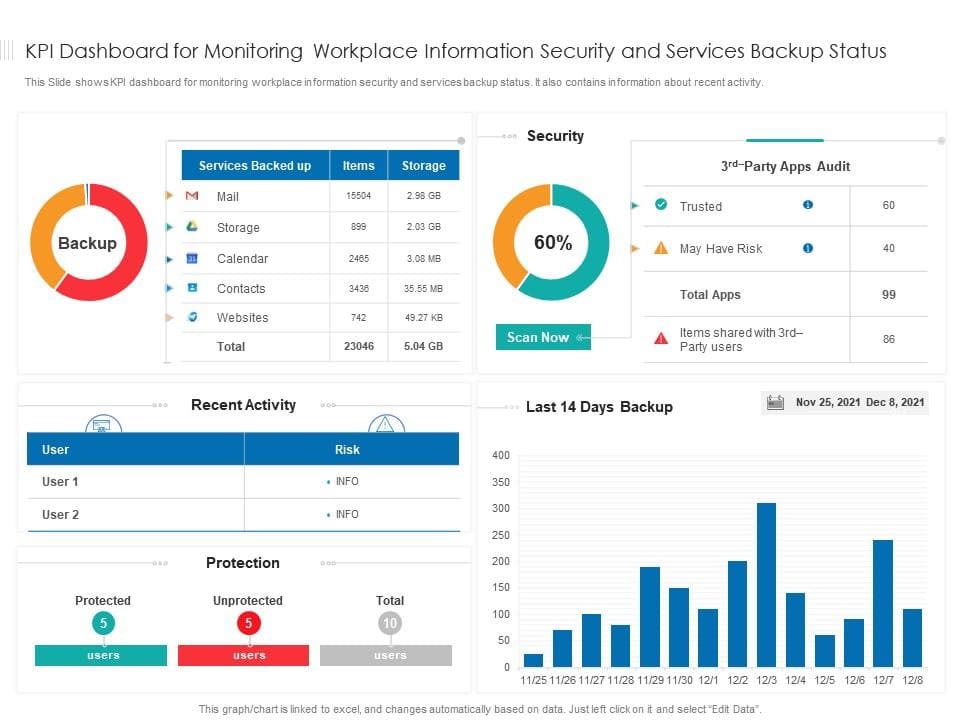 KPI Dashboard for Monitoring Workplace Information Security and Services Backup Status
This Slide shows KPI dashboard for monitoring workplace information security and services backup status. It also contains information about recent activity.
Backup
Services Backed up Items Storage
Mail 15504 2.98 GB
Storage 899 2.03 GB
Calendar 2465 3.08 MB
Contacts 3436 35.55 MB
Websites 742 49.27 KB
Total 23046 5.04 GB
Security
60%
Scan Now
3rd–Party Apps Audit
Trusted 60
May Have Risk 40
Total Apps 99
Items shared with 3rd–
Party users 86
Recent Activity
User Risk
User 1 INFO
User 2 INFO
Protection
Protected Unprotected Total
5 5 10
users users users
Last 14 Days Backup
Nov 25, 2021 Dec 8, 2021
400
350
300
250
200
150
100
50
0
11/25 11/26 11/27 11/28 11/29 11/30 12/1 12/2 12/3 12/4 12/5 12/6 12/7 12/8
This graph/chart is linked to excel, and changes automatically based on data. Just left click on it and select “Edit Data”.